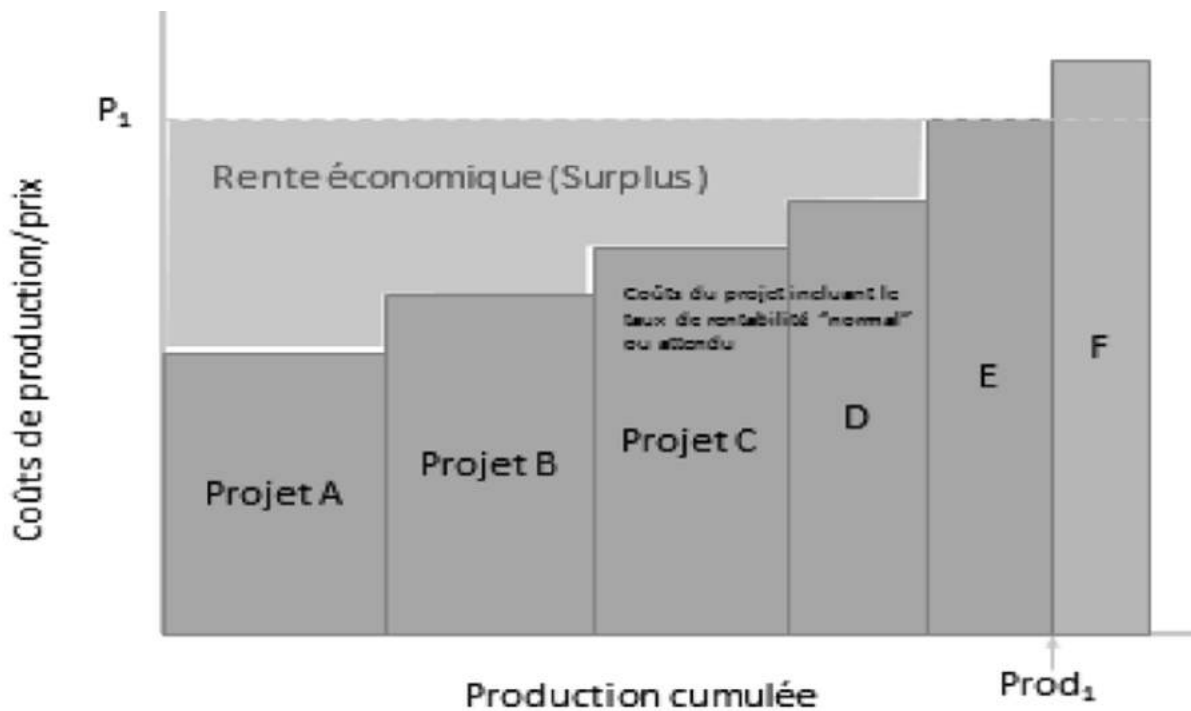 P₁
Coûts de production/prix
Rente économique (Surplus)
Coûts du projet incluant le
taux de rentabilité "normal"
ou attendu
Projet A
Projet B
Projet C
D
E
F
Production cumulée
Prod₁